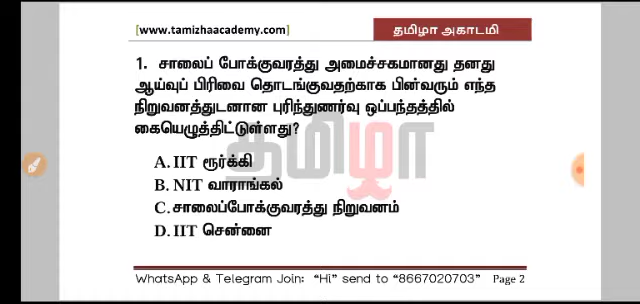 [www.tamizhaacademy.com] தமிழா அகாடமி
1. சாலைப் போக்குவரத்து அமைச்சகமானது தனது
ஆய்வுப் பிரிவை தொடங்குவதற்காக பின்வரும் எந்த
நிறுவனத்துடனான புரிந்துணர்வு ஒப்பந்தத்தில்
கையெழுத்திட்டுள்ளது?
A. IIT ரூர்க்கி
B. NIT வாராங்கல்
C. சாலைப்போக்குவரத்து நிறுவனம்
D. IIT சென்னை
தமிழா
WhatsApp & Telegram Join: “Hi” send to “8667020703” Page 2